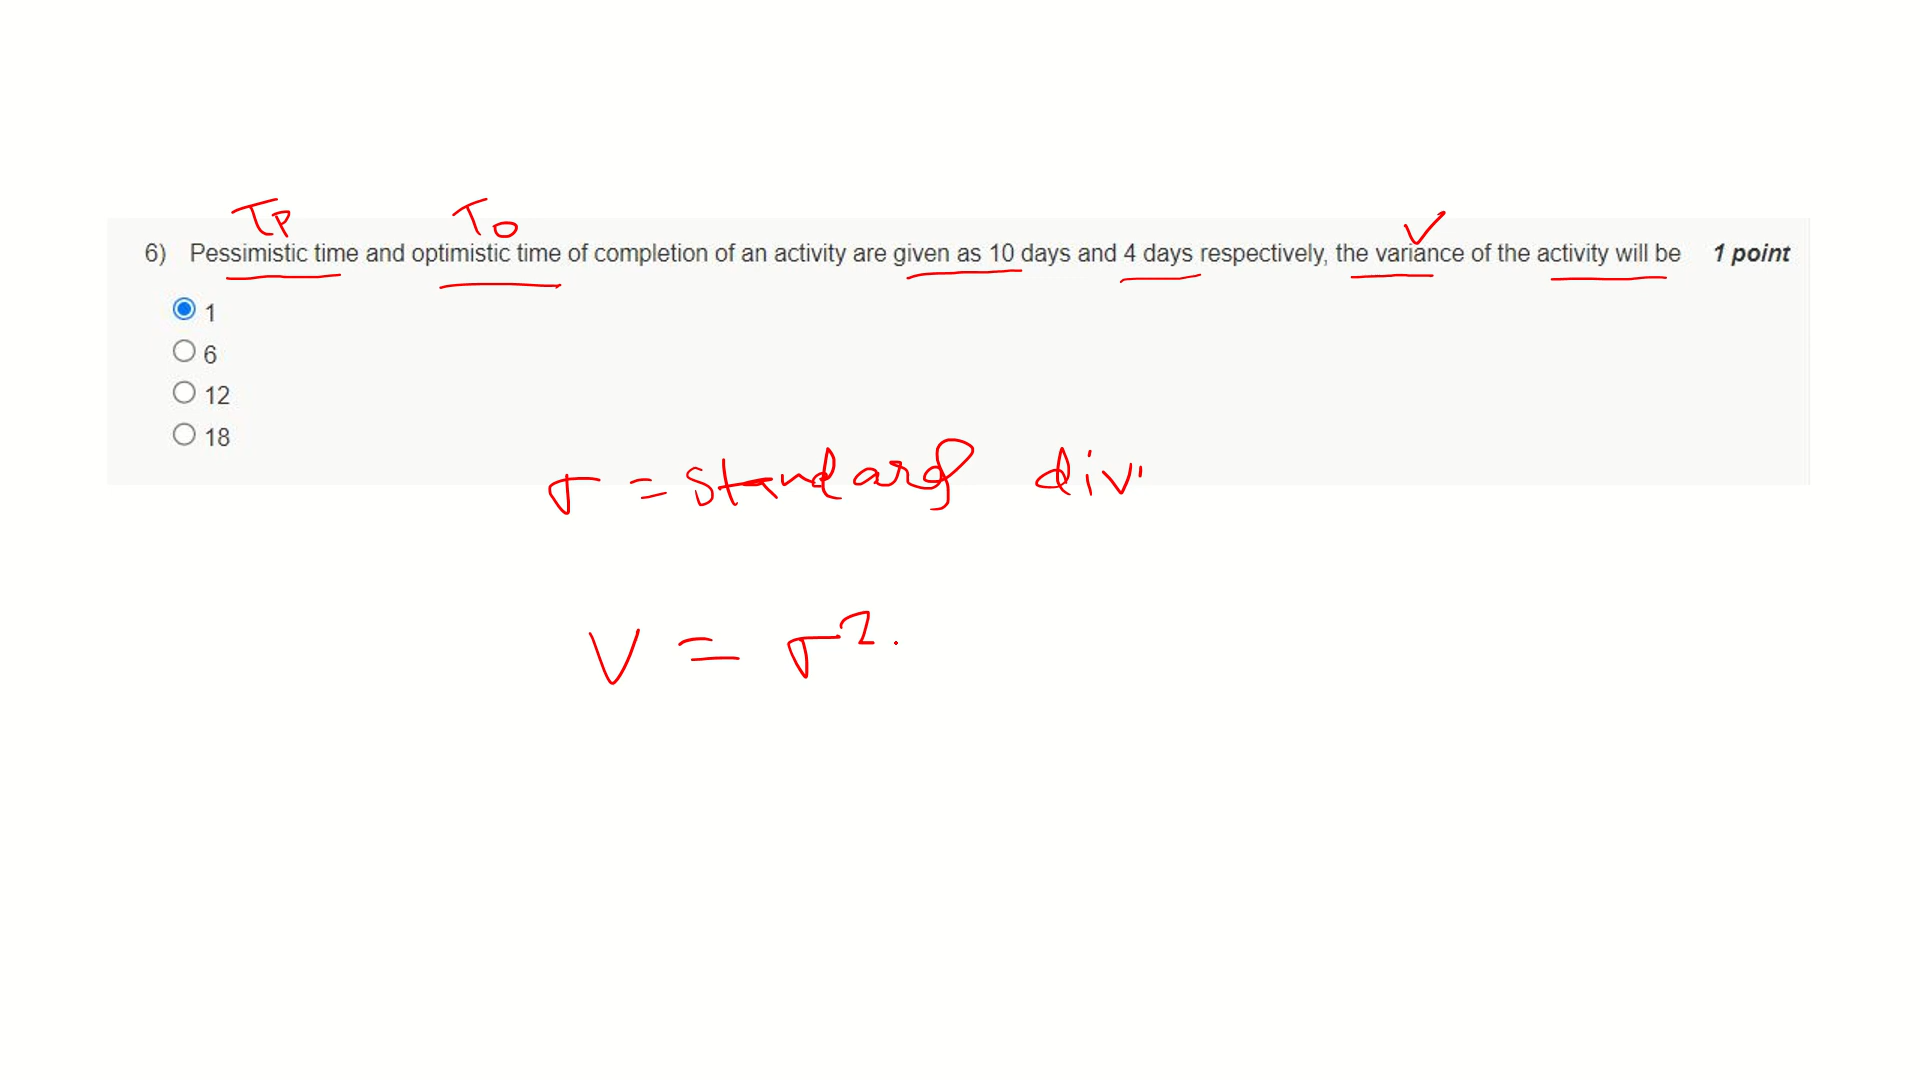 TP TO
6) Pessimistic time and optimistic time of completion of an activity are given as 10 days and 4 days respectively, the variance of the activity will be 1 point
1
6
12
18
σ = standard div
V = σ².